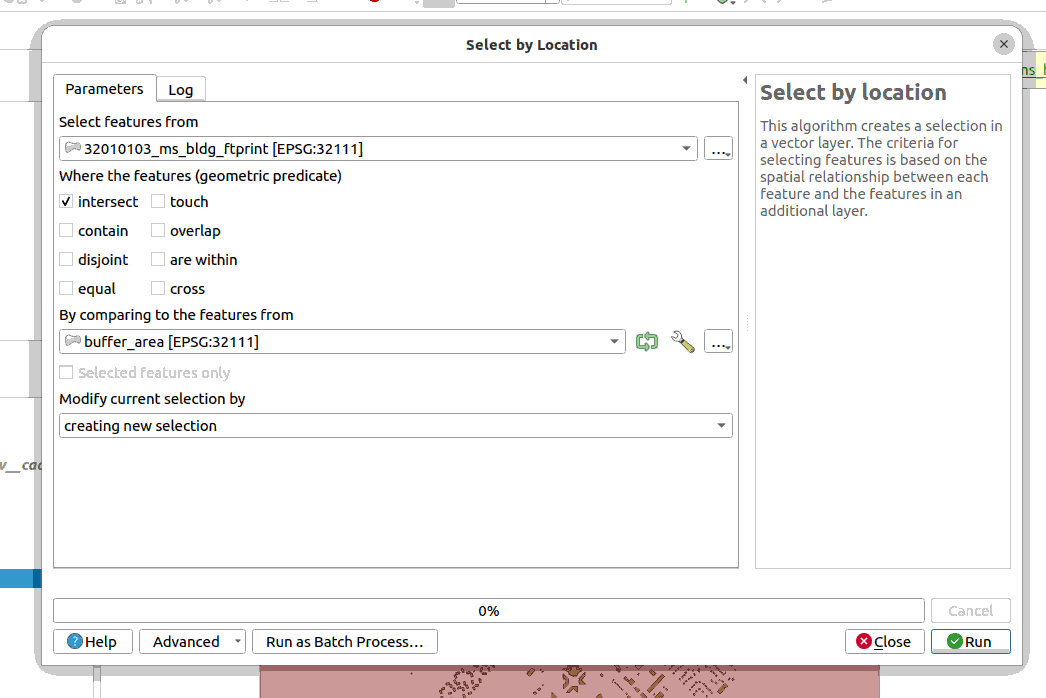 Select by Location
Parameters
Log
Select features from
32010103_ms_bldg_ftprint [EPSG:32111]
...
Where the features (geometric predicate)
intersect
touch
contain
overlap
disjoint
are within
equal
cross
By comparing to the features from
buffer_area [EPSG:32111]
...
Selected features only
Modify current selection by
creating new selection
Select by location
This algorithm creates a selection in
a vector layer. The criteria for
selecting features is based on the
spatial relationship between each
feature and the features in an
additional layer.
0%
Cancel
Help
Advanced
Run as Batch Process...
Close
Run